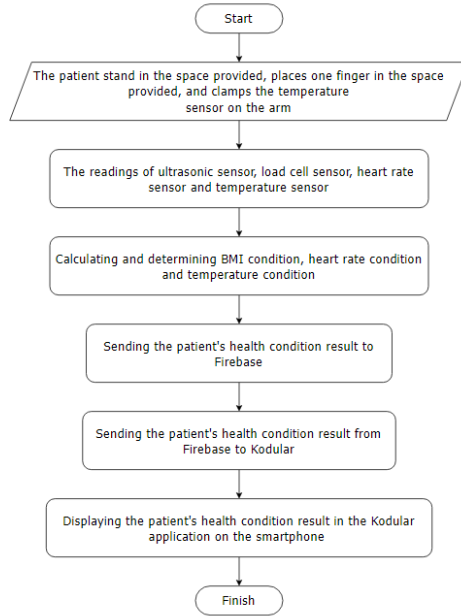 Start
The patient stand in the space provided, places one finger in the space
provided, and clamps the temperature
sensor on the arm
The readings of ultrasonic sensor, load cell sensor, heart rate
sensor and temperature sensor
Calculating and determining BMI condition, heart rate condition
and temperature condition
Sending the patient's health condition result to
Firebase
Sending the patient's health condition result from
Firebase to Kodular
Displaying the patient's health condition result in the Kodular
application on the smartphone
Finish